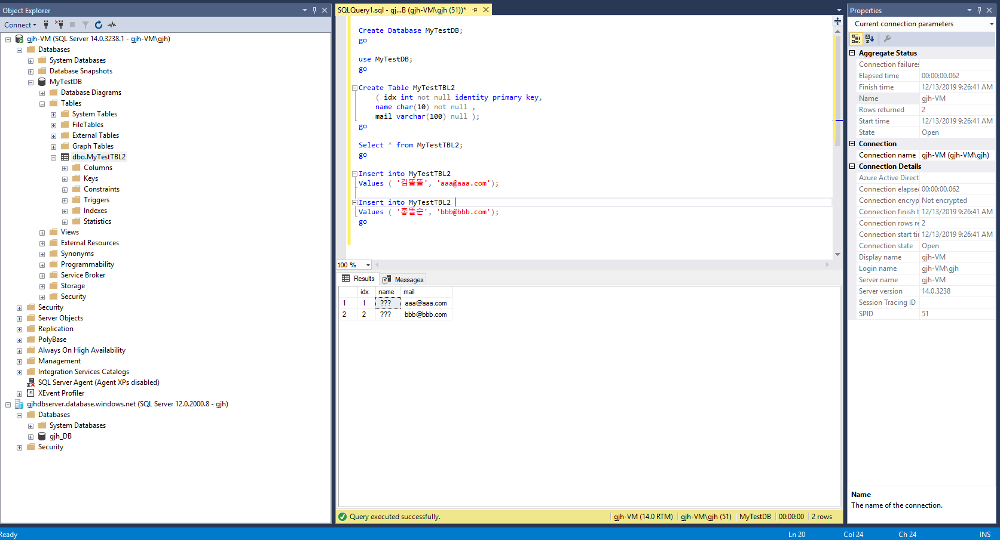 Object Explorer
Connect
gjh-VM (SQL Server 14.0.3238.1 - gjh-VM\gjh)
Databases
System Databases
Database Snapshots
MyTestDB
Database Diagrams
Tables
System Tables
FileTables
External Tables
Graph Tables
dbo.MyTestTBL2
Columns
Keys
Constraints
Triggers
Indexes
Statistics
Views
External Resources
Synonyms
Programmability
Service Broker
Storage
Security
Security
Server Objects
Replication
PolyBase
Always On High Availability
Management
Integration Services Catalogs
SQL Server Agent (Agent XPs disabled)
XEvent Profiler
gjhdbserver.database.windows.net (SQL Server 12.0.2000.8 - gjh)
Databases
System Databases
gjh_DB
Security
SQLQuery1.sql - gj...B (gjh-VM\gjh (51))*
Create Database MyTestDB;
go
use MyTestDB;
go
Create Table MyTestTBL2
( idx int not null identity primary key,
name char(10) not null ,
mail varchar(100) null );
go
Select * from MyTestTBL2;
go
Insert into MyTestTBL2
Values ( '김똘똘', 'aaa@aaa.com');
Insert into MyTestTBL2
Values ( '홍똘순', 'bbb@bbb.com');
go
100 %
Results Messages
idx name mail
1 1 ??? aaa@aaa.com
2 2 ??? bbb@bbb.com
Query executed successfully. gjh-VM (14.0 RTM) gjh-VM\gjh (51) MyTestDB 00:00:00 2 rows
Properties
Current connection parameters
Aggregate Status
Connection failures
Elapsed time 00:00:00.062
Finish time 12/13/2019 9:26:41 AM
Name gjh-VM
Rows returned 2
Start time 12/13/2019 9:26:41 AM
State Open
Connection
Connection name gjh-VM (gjh-VM\gjh)
Connection Details
Azure Active Direct
Connection elapse 00:00:00.062
Connection encryp Not encrypted
Connection finish t 12/13/2019 9:26:41 AM
Connection rows re 2
Connection start ti 12/13/2019 9:26:41 AM
Connection state Open
Display name gjh-VM
Login name gjh-VM\gjh
Server name gjh-VM
Server version 14.0.3238
Session Tracing ID
SPID 51
Name
The name of the connection.
Ready Ln 20 Col 24 Ch 24 INS